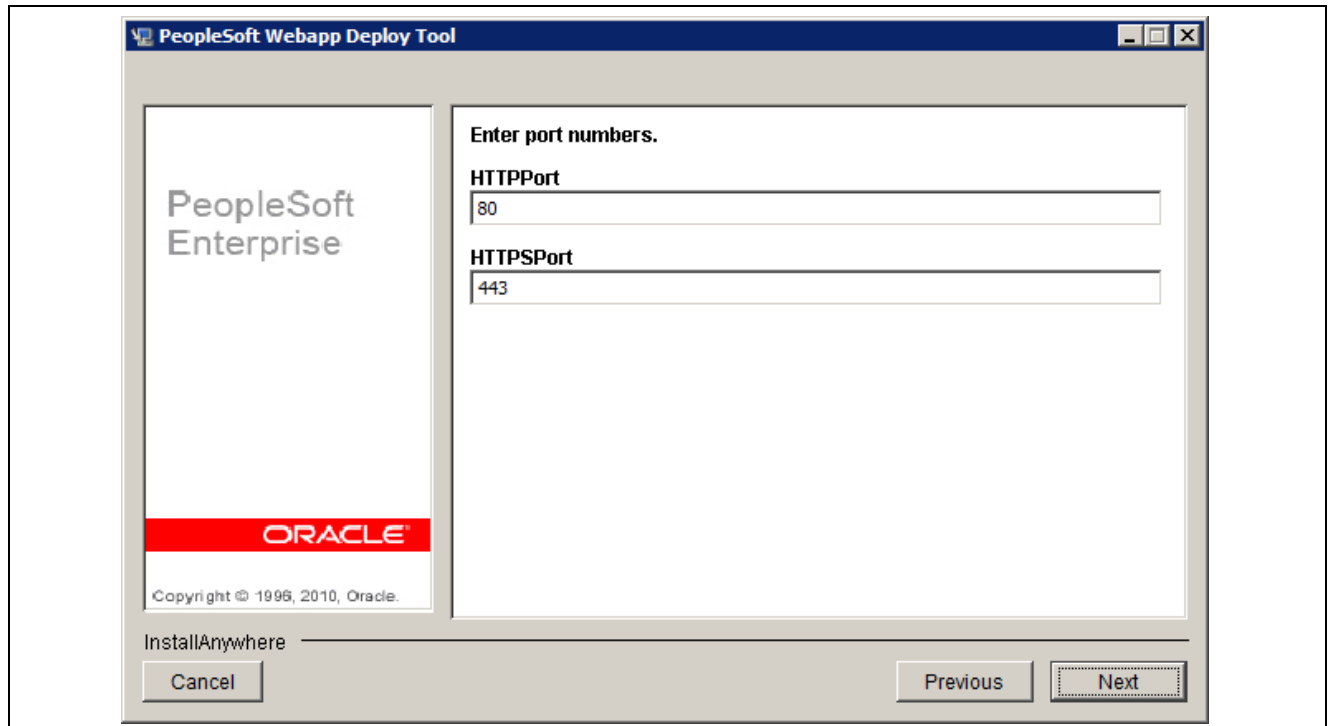 PeopleSoft Webapp Deploy Tool
PeopleSoft
Enterprise
ORACLE
Copyright © 1996, 2010, Oracle.
Enter port numbers.
HTTPPort
80
HTTPSPort
443
InstallAnywhere
Cancel
Previous
Next